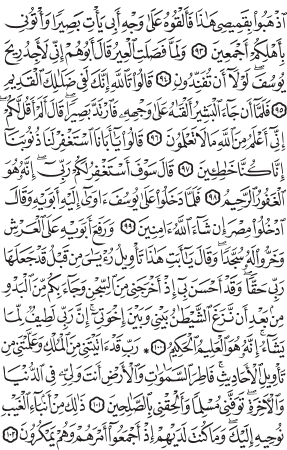 ٱذۡهَبُواْ بِقَمِيصِي هَٰذَا فَأَلۡقُوهُ عَلَىٰ وَجۡهِ أَبِي يَأۡتِ بَصِيرٗا وَأۡتُونِي
بِأَهۡلِكُمۡ أَجۡمَعِينَ ٩٣ وَلَمَّا فَصَلَتِ ٱلۡعِيرُ قَالَ أَبُوهُمۡ إِنِّي لَأَجِدُ رِيحَ
يُوسُفَۖ لَوۡلَآ أَن تُفَنِّدُونِ ٩٤ قَالُواْ تَٱللَّهِ إِنَّكَ لَفِي ضَلَٰلِكَ ٱلۡقَدِيمِ
٩٥ فَلَمَّآ أَن جَآءَ ٱلۡبَشِيرُ أَلۡقَىٰهُ عَلَىٰ وَجۡهِهِۦ فَٱرۡتَدَّ بَصِيرٗاۖ قَالَ أَلَمۡ أَقُل لَّكُمۡ
إِنِّيٓ أَعۡلَمُ مِنَ ٱللَّهِ مَا لَا تَعۡلَمُونَ ٩٦ قَالُواْ يَٰٓأَبَانَا ٱسۡتَغۡفِرۡ لَنَا ذُنُوبَنَآ
إِنَّا كُنَّا خَٰطِـِٔينَ ٩٧ قَالَ سَوۡفَ أَسۡتَغۡفِرُ لَكُمۡ رَبِّيٓۖ إِنَّهُۥ هُوَ
ٱلۡغَفُورُ ٱلرَّحِيمُ ٩٨ فَلَمَّا دَخَلُواْ عَلَىٰ يُوسُفَ ءَاوَىٰٓ إِلَيۡهِ أَبَوَيۡهِ وَقَالَ
ٱدۡخُلُواْ مِصۡرَ إِن شَآءَ ٱللَّهُ ءَامِنِينَ ٩٩ وَرَفَعَ أَبَوَيۡهِ عَلَى ٱلۡعَرۡشِ
وَخَرُّواْ لَهُۥ سُجَّدٗاۖ وَقَالَ يَٰٓأَبَتِ هَٰذَا تَأۡوِيلُ رُءۡيَٰيَ مِن قَبۡلُ قَدۡ جَعَلَهَا
رَبِّي حَقّٗاۖ وَقَدۡ أَحۡسَنَ بِيٓ إِذۡ أَخۡرَجَنِي مِنَ ٱلسِّجۡنِ وَجَآءَ بِكُم مِّنَ ٱلۡبَدۡوِ
مِنۢ بَعۡدِ أَن نَّزَغَ ٱلشَّيۡطَٰنُ بَيۡنِي وَبَيۡنَ إِخۡوَتِيٓۚ إِنَّ رَبِّي لَطِيفٞ لِّمَا
يَشَآءُۚ إِنَّهُۥ هُوَ ٱلۡعَلِيمُ ٱلۡحَكِيمُ ١٠٠ ۞ رَبِّ قَدۡ ءَاتَيۡتَنِي مِنَ ٱلۡمُلۡكِ وَعَلَّمۡتَنِي مِن
تَأۡوِيلِ ٱلۡأَحَادِيثِۚ فَاطِرَ ٱلسَّمَٰوَٰتِ وَٱلۡأَرۡضِ أَنتَ وَلِيِّۦ فِي ٱلدُّنۡيَا
وَٱلۡأٓخِرَةِۖ تَوَفَّنِي مُسۡلِمٗا وَأَلۡحِقۡنِي بِٱلصَّٰلِحِينَ ١٠١ ذَٰلِكَ مِنۡ أَنۢبَآءِ ٱلۡغَيۡبِ
نُوحِيهِ إِلَيۡكَۖ وَمَا كُنتَ لَدَيۡهِمۡ إِذۡ أَجۡمَعُوٓاْ أَمۡرَهُمۡ وَهُمۡ يَمۡكُرُونَ ١٠٢